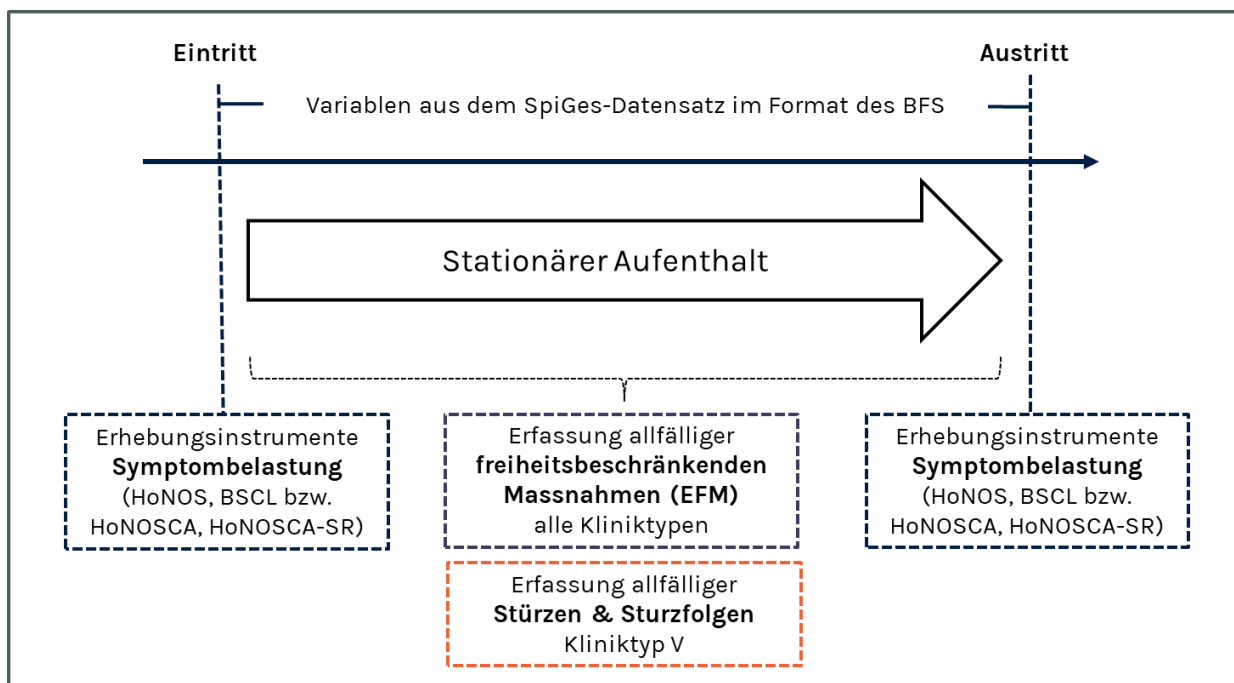 Eintritt
Austritt
Variablen aus dem SpiGes-Datensatz im Format des BFS
Stationärer Aufenthalt
Erhebungsinstrumente
Symptombelastung
(HoNOS, BSCL bzw.
HoNOSCA, HoNOSCA-SR)
Erfassung allfälliger
freiheitsbeschränkenden
Massnahmen (EFM)
alle Kliniktypen
Erfassung allfälliger
Stürzen & Sturzfolgen
Kliniktyp V
Erhebungsinstrumente
Symptombelastung
(HoNOS, BSCL bzw.
HoNOSCA, HoNOSCA-SR)